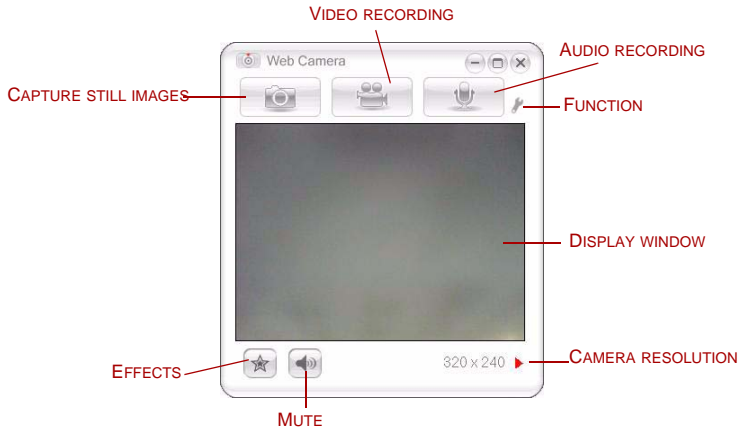 VIDEO RECORDING
AUDIO RECORDING
Web Camera
CAPTURE STILL IMAGES
FUNCTION
DISPLAY WINDOW
320 x 240
CAMERA RESOLUTION
EFFECTS
MUTE